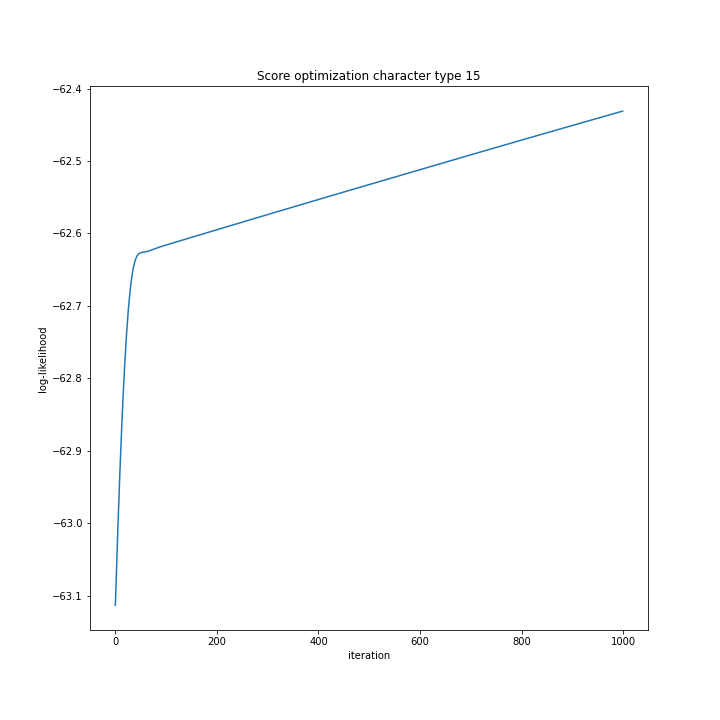 Score optimization character type 15
−62.4
−62.5
−62.6
−62.7
−62.8
−62.9
−63.0
−63.1
log-likelihood
0 200 400 600 800 1000
iteration